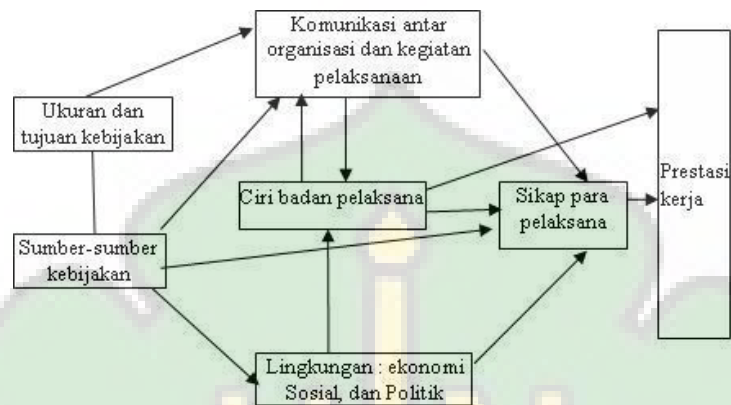 Komunikasi antar
organisasi dan kegiatan
pelaksanaan
Ukuran dan
tujuan kebijakan
Ciri badan pelaksana
Sikap para
pelaksana
Prestasi
kerja
Sumber-sumber
kebijakan
Lingkungan : ekonomi
Sosial, dan Politik